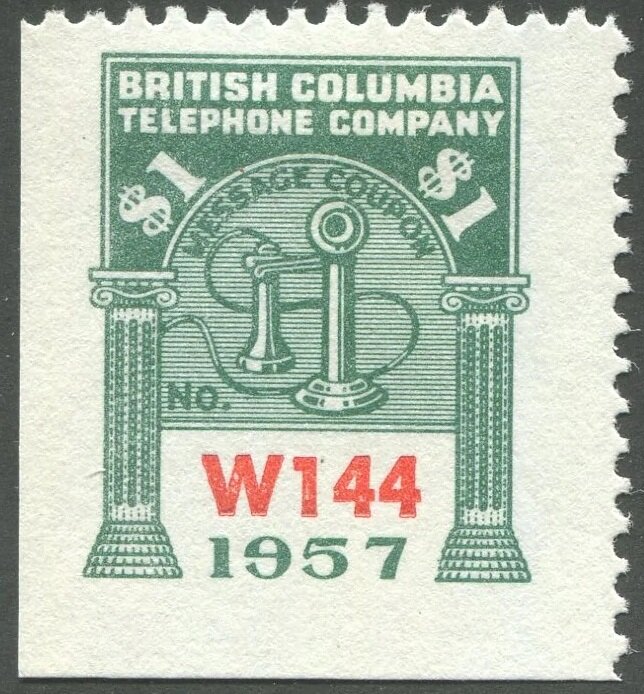 BRITISH COLUMBIA
TELEPHONE COMPANY
$1 $1
MESSAGE COUPON
NO.
W144
1957